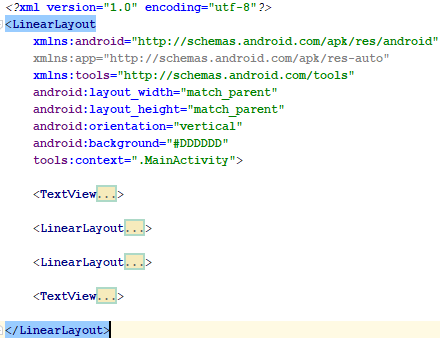 <?xml version="1.0" encoding="utf-8"?>
<LinearLayout
xmlns:android="http://schemas.android.com/apk/res/android"
xmlns:app="http://schemas.android.com/apk/res-auto"
xmlns:tools="http://schemas.android.com/tools"
android:layout_width="match_parent"
android:layout_height="match_parent"
android:orientation="vertical"
android:background="#DDDDDD"
tools:context=".MainActivity">
<TextView...>
<LinearLayout...>
<LinearLayout...>
<TextView...>
</LinearLayout>